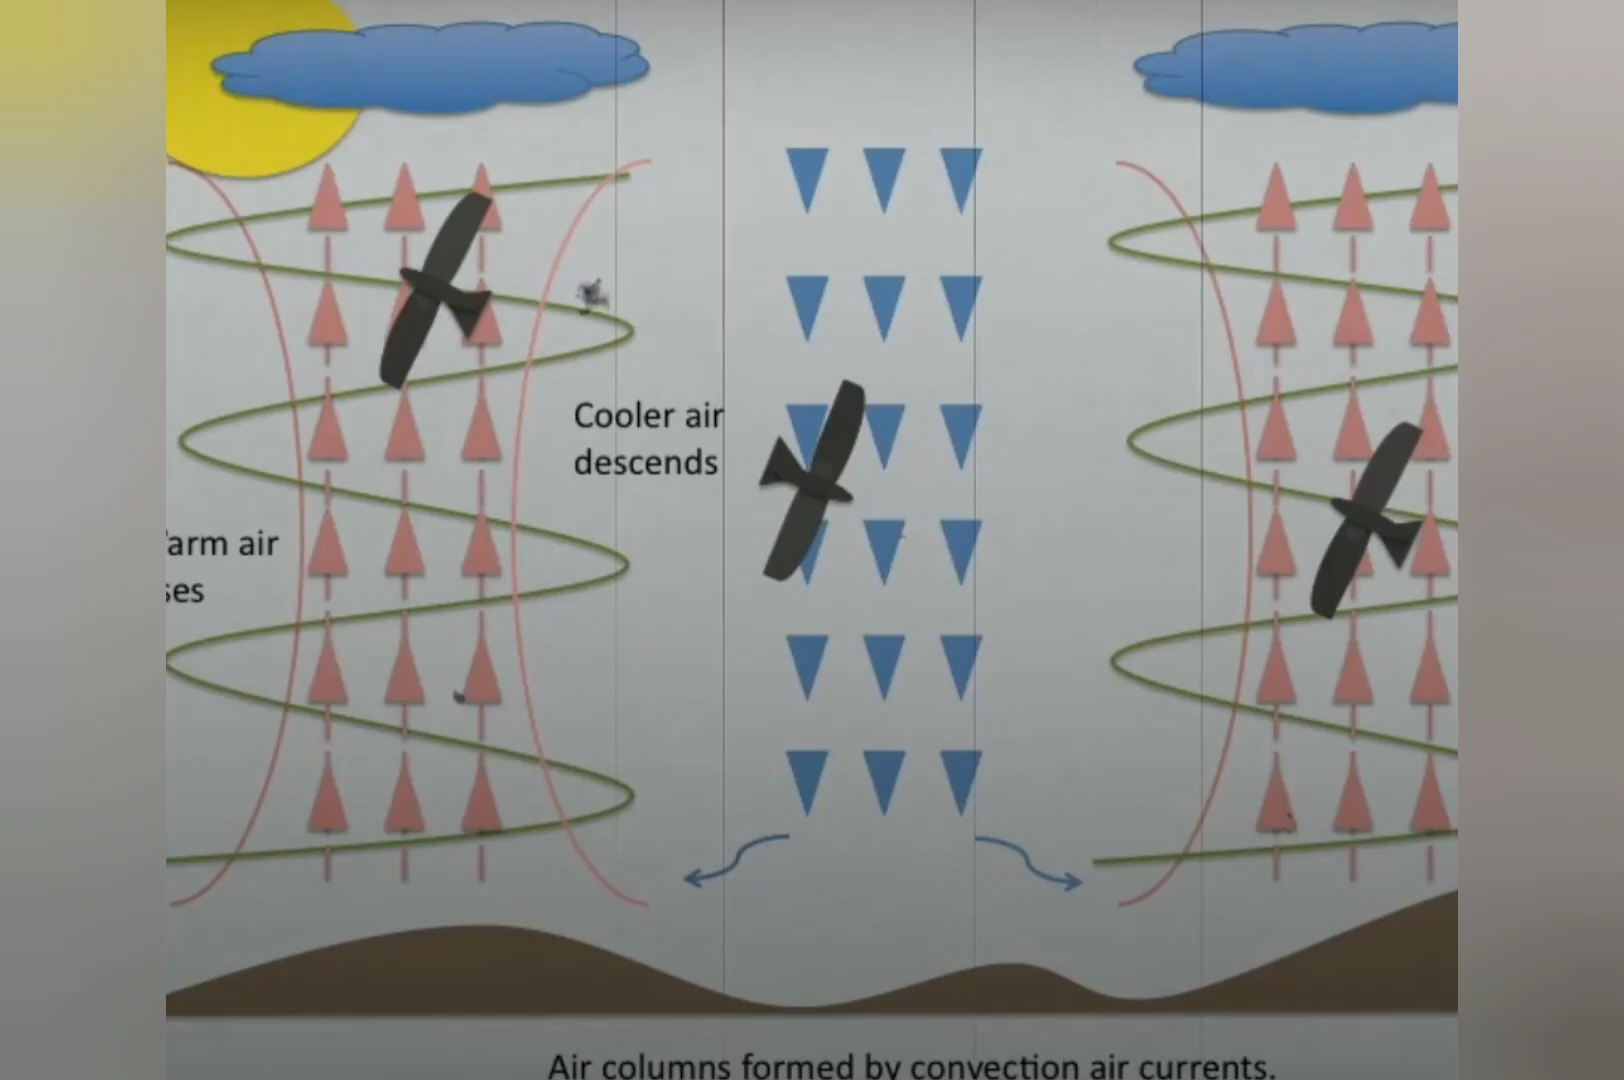 Cooler air
descends
arm air
ses
Air columns formed by convection air currents.